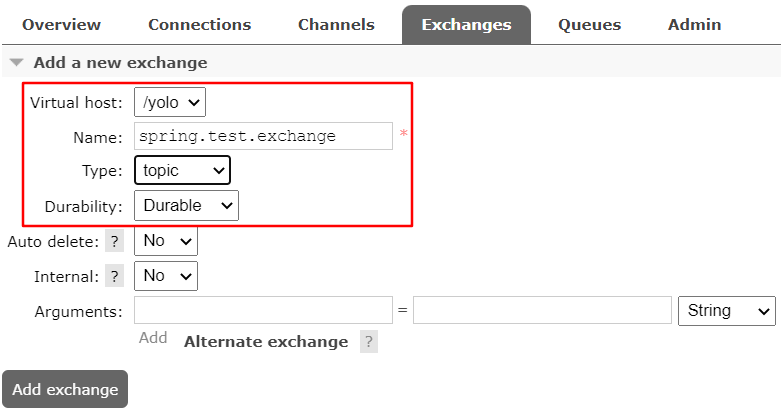 Overview Connections Channels Exchanges Queues Admin
Add a new exchange
Virtual host: /yolo
Name: spring.test.exchange *
Type: topic
Durability: Durable
Auto delete: ? No
Internal: ? No
Arguments: = String
Add Alternate exchange ?
Add exchange